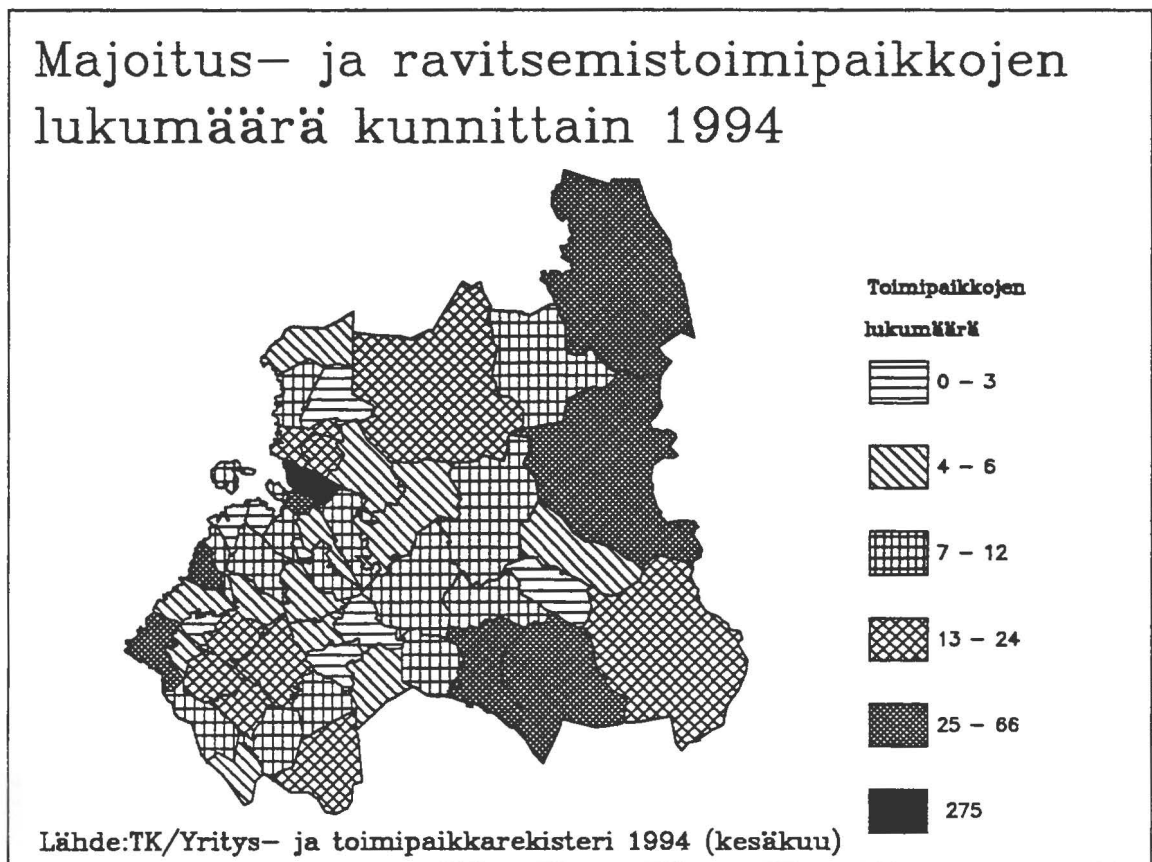 Majoitus- ja ravitsemistoimipaikkojen
lukumäärä kunnittain 1994
Toimipaikkojen
lukumäärä
0 - 3
4 - 6
7 - 12
13 - 24
25 - 66
275
Lähde:TK/Yritys- ja toimipaikkarekisteri 1994 (kesäkuu)